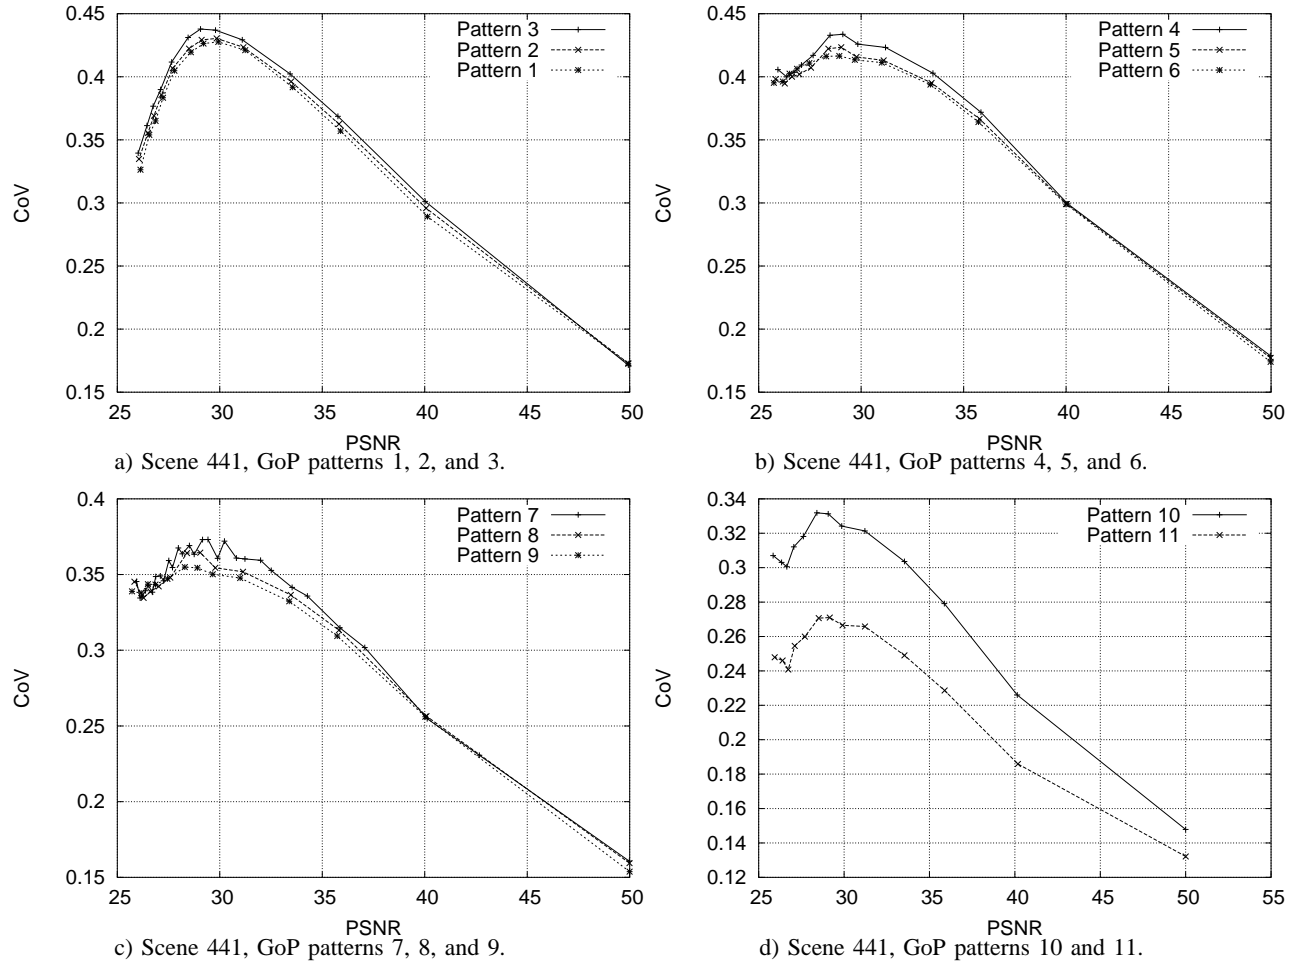 0.45
0.4
0.35
0.3
0.25
0.2
0.15
25 30 35 40 45 50
CoV
PSNR
Pattern 3
Pattern 2
Pattern 1
a) Scene 441, GoP patterns 1, 2, and 3.
0.45
0.4
0.35
0.3
0.25
0.2
0.15
25 30 35 40 45 50
CoV
PSNR
Pattern 4
Pattern 5
Pattern 6
b) Scene 441, GoP patterns 4, 5, and 6.
0.4
0.35
0.3
0.25
0.2
0.15
25 30 35 40 45 50
CoV
PSNR
Pattern 7
Pattern 8
Pattern 9
c) Scene 441, GoP patterns 7, 8, and 9.
0.34
0.32
0.3
0.28
0.26
0.24
0.22
0.2
0.18
0.16
0.14
0.12
25 30 35 40 45 50 55
CoV
PSNR
Pattern 10
Pattern 11
d) Scene 441, GoP patterns 10 and 11.